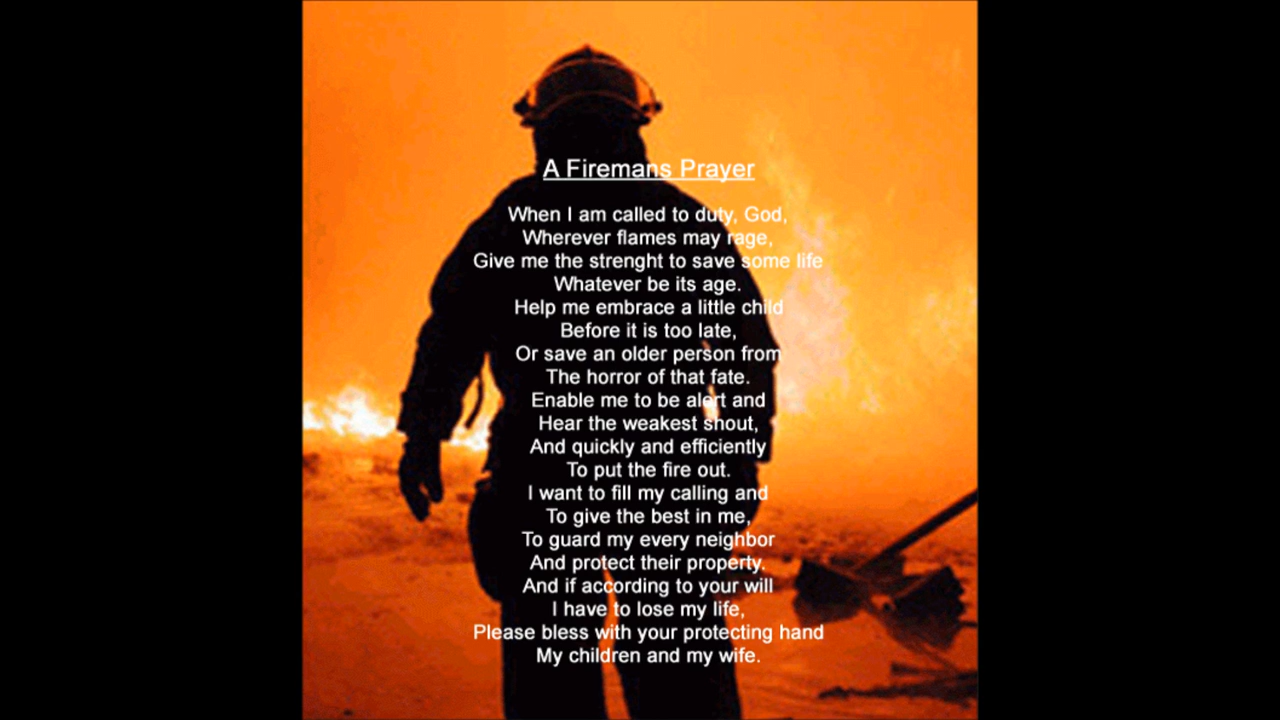 A Firemans Prayer
When I am called to duty, God,
Wherever flames may rage,
Give me the strenght to save some life
Whatever be its age.
Help me embrace a little child
Before it is too late,
Or save an older person from
The horror of that fate.
Enable me to be alert and
Hear the weakest shout,
And quickly and efficiently
To put the fire out.
I want to fill my calling and
To give the best in me,
To guard my every neighbor
And protect their property.
And if according to your will
I have to lose my life,
Please bless with your protecting hand
My children and my wife.